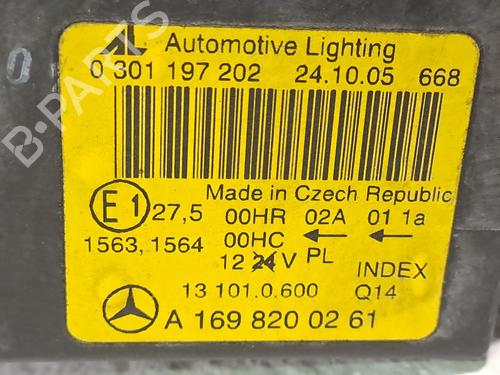 AL Automotive Lighting
0 301 197 202 24.10.05 668
Made in Czech Republic
E1 27,5 00HR 02A 01 1a
1563, 1564 00HC ← ←
12 24 V PL INDEX
13 101.0.600 Q14
A 169 820 02 61
B-PARTS
0